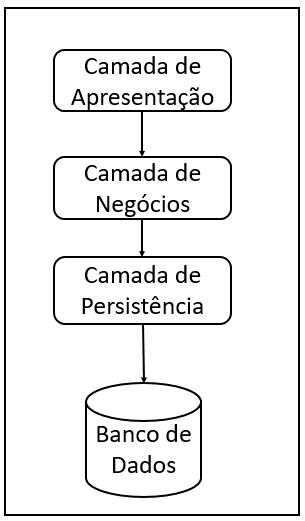 Camada de
Apresentação
Camada de
Negócios
Camada de
Persistência
Banco de
Dados